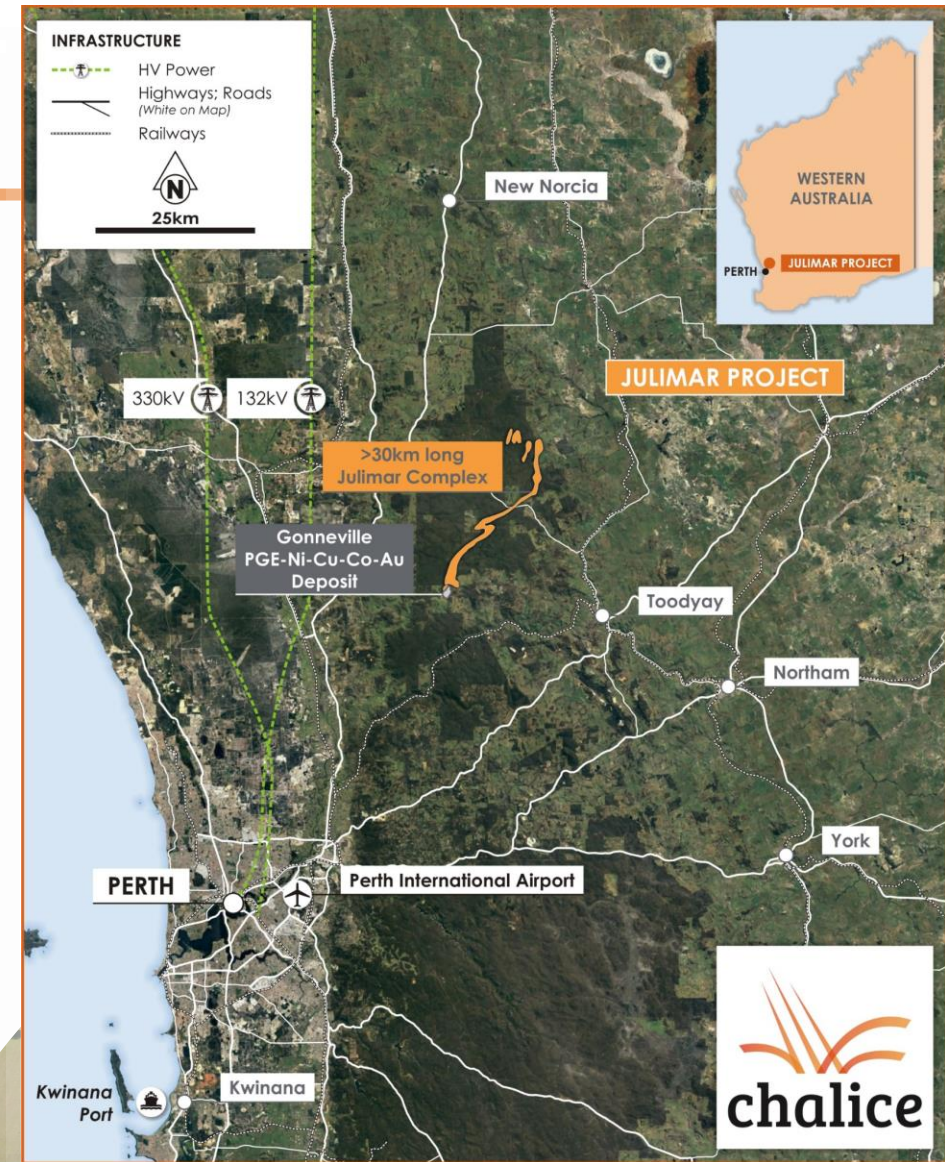 INFRASTRUCTURE
HV Power
Highways; Roads
(White on Map)
Railways
N
25km
New Norcia
WESTERN
AUSTRALIA
PERTH
JULIMAR PROJECT
JULIMAR PROJECT
330kV
132kV
>30km long
Julimar Complex
Gonneville
PGE-Ni-Cu-Co-Au
Deposit
Toodyay
Northam
York
PERTH
Perth International Airport
Kwinana
Port
Kwinana
chalice